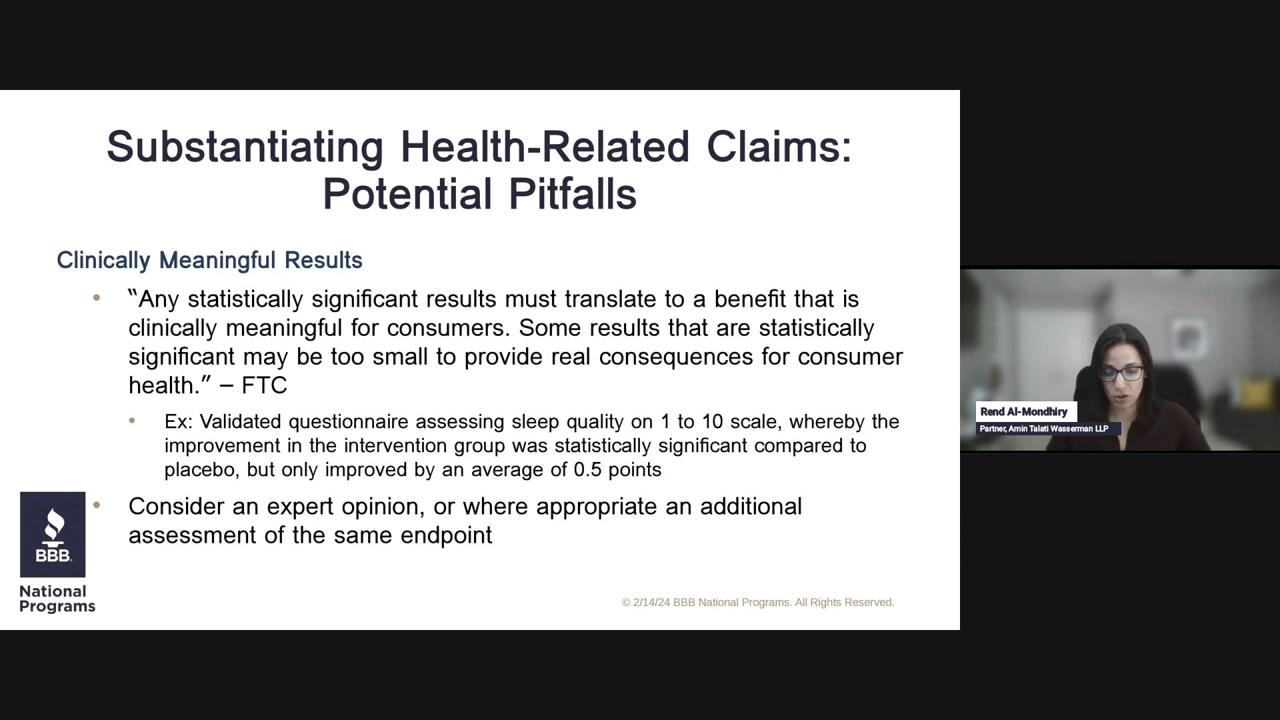 Substantiating Health-Related Claims:
Potential Pitfalls
Clinically Meaningful Results
• “Any statistically significant results must translate to a benefit that is
clinically meaningful for consumers. Some results that are statistically
significant may be too small to provide real consequences for consumer
health.” – FTC
• Ex: Validated questionnaire assessing sleep quality on 1 to 10 scale, whereby the
improvement in the intervention group was statistically significant compared to
placebo, but only improved by an average of 0.5 points
• Consider an expert opinion, or where appropriate an additional
assessment of the same endpoint
BBB.
National
Programs
© 2/14/24 BBB National Programs. All Rights Reserved.
Rend Al-Mondhiry
Partner, Amin Talati Wasserman LLP